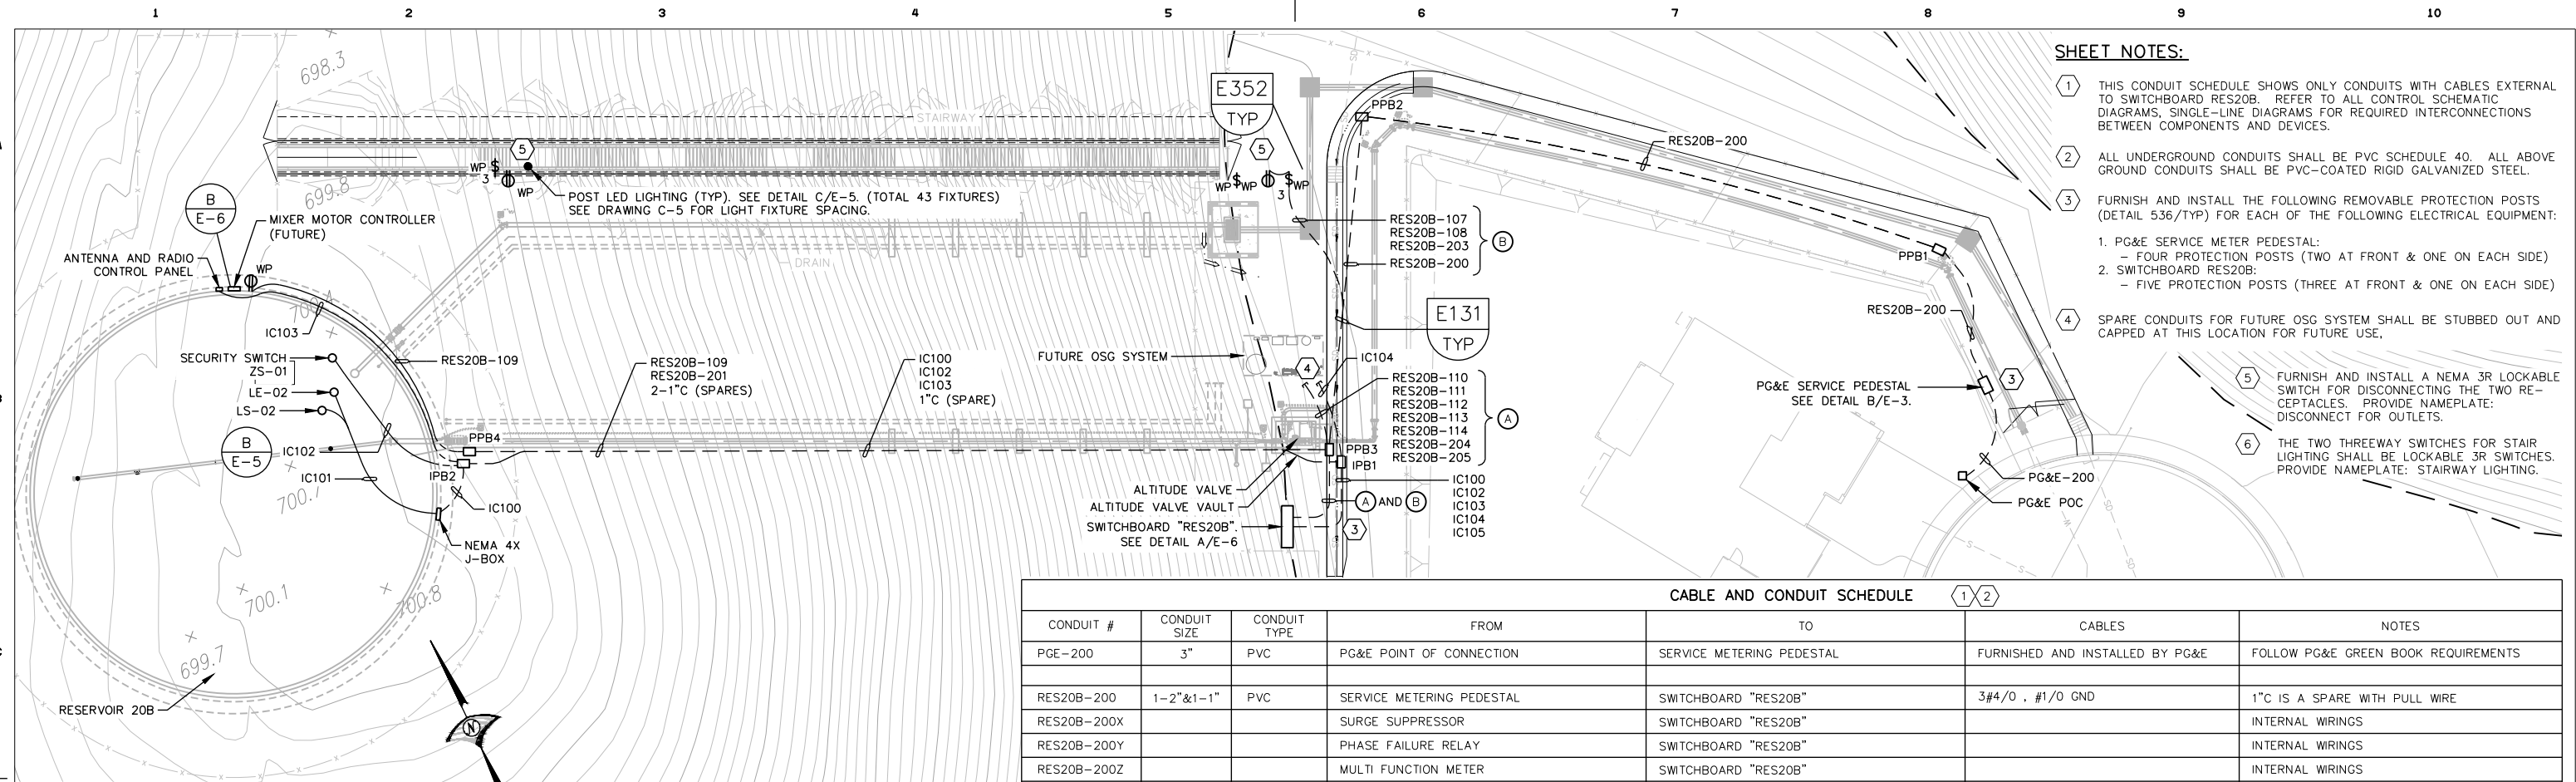 1 2 3 4 5 6 7 8 9 10
SHEET NOTES:
1 THIS CONDUIT SCHEDULE SHOWS ONLY CONDUITS WITH CABLES EXTERNAL
TO SWITCHBOARD RES20B. REFER TO ALL CONTROL SCHEMATIC
DIAGRAMS, SINGLE-LINE DIAGRAMS FOR REQUIRED INTERCONNECTIONS
BETWEEN COMPONENTS AND DEVICES.
2 ALL UNDERGROUND CONDUITS SHALL BE PVC SCHEDULE 40. ALL ABOVE
GROUND CONDUITS SHALL BE PVC-COATED RIGID GALVANIZED STEEL.
3 FURNISH AND INSTALL THE FOLLOWING REMOVABLE PROTECTION POSTS
(DETAIL 536/TYP) FOR EACH OF THE FOLLOWING ELECTRICAL EQUIPMENT:
1. PG&E SERVICE METER PEDESTAL:
- FOUR PROTECTION POSTS (TWO AT FRONT & ONE ON EACH SIDE)
2. SWITCHBOARD RES20B:
- FIVE PROTECTION POSTS (THREE AT FRONT & ONE ON EACH SIDE)
4 SPARE CONDUITS FOR FUTURE OSG SYSTEM SHALL BE STUBBED OUT AND
CAPPED AT THIS LOCATION FOR FUTURE USE,
5 FURNISH AND INSTALL A NEMA 3R LOCKABLE
SWITCH FOR DISCONNECTING THE TWO RE-
CEPTACLES. PROVIDE NAMEPLATE:
DISCONNECT FOR OUTLETS.
6 THE TWO THREEWAY SWITCHES FOR STAIR
LIGHTING SHALL BE LOCKABLE 3R SWITCHES.
PROVIDE NAMEPLATE: STAIRWAY LIGHTING.
698.3
699.8
STAIRWAY
5
WP $
3
WP
POST LED LIGHTING (TYP). SEE DETAIL C/E-5. (TOTAL 43 FIXTURES)
SEE DRAWING C-5 FOR LIGHT FIXTURE SPACING.
B
E-6
MIXER MOTOR CONTROLLER
(FUTURE)
ANTENNA AND RADIO
CONTROL PANEL
WP
DRAIN
IC103
RES20B-109
SECURITY SWITCH
ZS-01
LE-02
LS-02
B
E-5
IC102
IC101
PPB4
IPB2
IC100
NEMA 4X
J-BOX
700.1
700.8
699.7
RESERVOIR 20B
N
RES20B-109
RES20B-201
2-1"C (SPARES)
IC100
IC102
IC103
1"C (SPARE)
E352
TYP
5
WP $ WP
$ WP
3
SD
PPB2
RES20B-107
RES20B-108
RES20B-203
RES20B-200
B
E131
TYP
FUTURE OSG SYSTEM
4
IC104
RES20B-110
RES20B-111
RES20B-112
RES20B-113
RES20B-114
RES20B-204
RES20B-205
A
PPB3
IPB1
ALTITUDE VALVE
ALTITUDE VALVE VAULT
SWITCHBOARD "RES20B".
SEE DETAIL A/E-6
A AND B
3
IC100
IC102
IC103
IC104
IC105
RES20B-200
PPB1
RES20B-200
PG&E SERVICE PEDESTAL
SEE DETAIL B/E-3.
3
PG&E-200
PG&E POC
CABLE AND CONDUIT SCHEDULE 1 2
CONDUIT # CONDUIT SIZE CONDUIT TYPE FROM TO CABLES NOTES
PGE-200 3" PVC PG&E POINT OF CONNECTION SERVICE METERING PEDESTAL FURNISHED AND INSTALLED BY PG&E FOLLOW PG&E GREEN BOOK REQUIREMENTS
RES20B-200 1-2"&1-1" PVC SERVICE METERING PEDESTAL SWITCHBOARD "RES20B" 3#4/0 , #1/0 GND 1"C IS A SPARE WITH PULL WIRE
RES20B-200X SURGE SUPPRESSOR SWITCHBOARD "RES20B" INTERNAL WIRINGS
RES20B-200Y PHASE FAILURE RELAY SWITCHBOARD "RES20B" INTERNAL WIRINGS
RES20B-200Z MULTI FUNCTION METER SWITCHBOARD "RES20B" INTERNAL WIRINGS